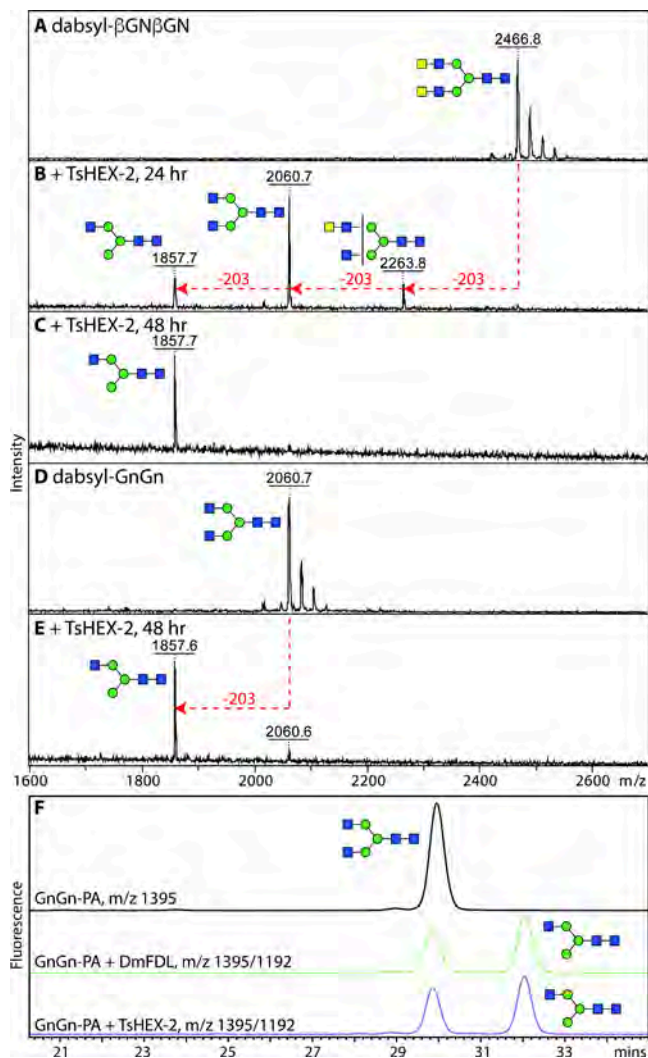 A dabsyl-βGNβGN
2466.8
B + TsHEX-2, 24 hr
2060.7
1857.7
2263.8
-203
-203
-203
C + TsHEX-2, 48 hr
1857.7
Intensity
D dabsyl-GnGn
2060.7
E + TsHEX-2, 48 hr
1857.6
-203
2060.6
1600 1800 2000 2200 2400 2600 m/z
F
GnGn-PA, m/z 1395
Fluorescence
GnGn-PA + DmFDL, m/z 1395/1192
GnGn-PA + TsHEX-2, m/z 1395/1192
21 23 25 27 29 31 33 mins